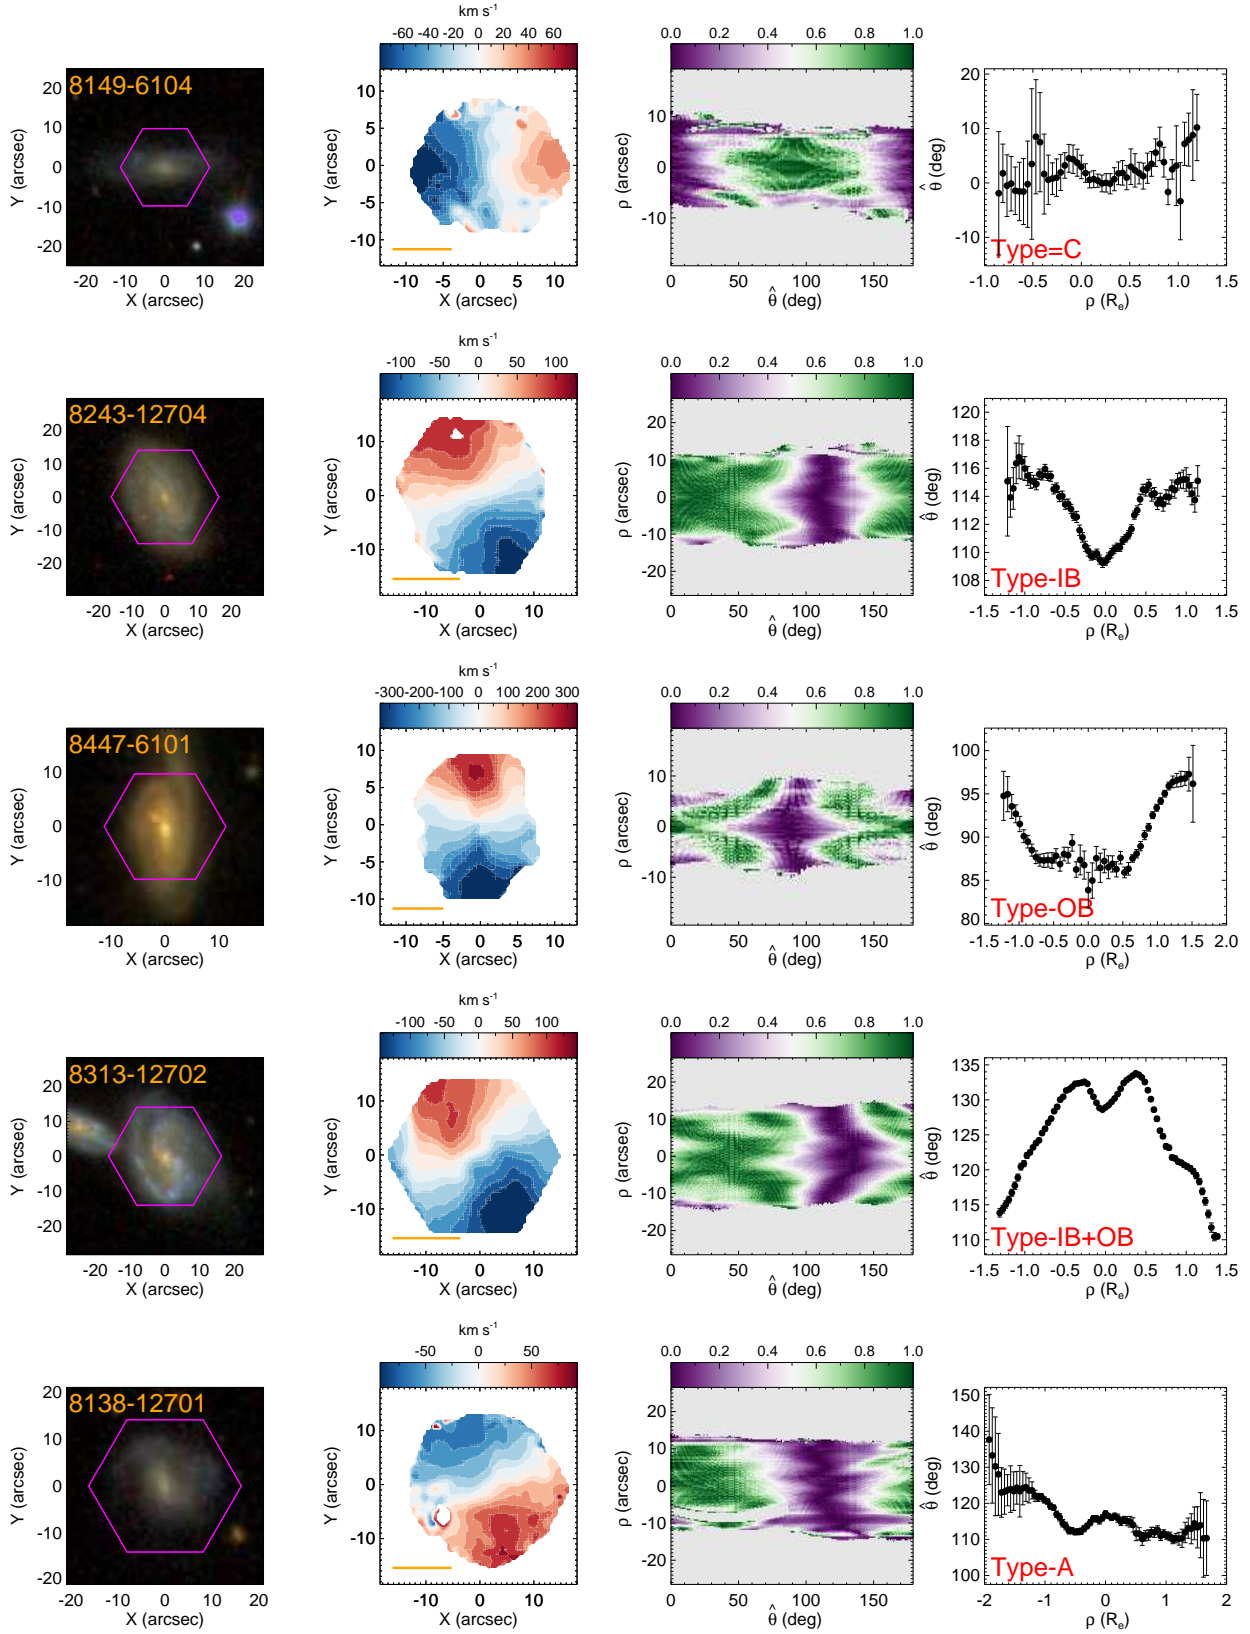 km s-1
-60 -40 -20 0 20 40 60
0.0 0.2 0.4 0.6 0.8 1.0
8149-6104
Y (arcsec)
20
10
0
-10
-20
-20 -10 0 10 20
X (arcsec)
Y (arcsec)
10
5
0
-5
-10
-10 -5 0 5 10
X (arcsec)
ρ (arcsec)
10
0
-10
0 50 100 150
θ̂ (deg)
θ̂ (deg)
20
10
0
-10
Type=C
-1.0 -0.5 0.0 0.5 1.0 1.5
ρ (Re)
km s-1
-100 -50 0 50 100
0.0 0.2 0.4 0.6 0.8 1.0
8243-12704
Y (arcsec)
20
10
0
-10
-20
-20 -10 0 10 20
X (arcsec)
Y (arcsec)
10
0
-10
-10 0 10
X (arcsec)
ρ (arcsec)
20
10
0
-10
-20
0 50 100 150
θ̂ (deg)
θ̂ (deg)
120
118
116
114
112
110
108
Type-IB
-1.5 -1.0 -0.5 0.0 0.5 1.0 1.5
ρ (Re)
km s-1
-300 -200 -100 0 100 200 300
0.0 0.2 0.4 0.6 0.8 1.0
8447-6101
Y (arcsec)
10
0
-10
-10 0 10
X (arcsec)
Y (arcsec)
10
5
0
-5
-10
-10 -5 0 5 10
X (arcsec)
ρ (arcsec)
10
0
-10
0 50 100 150
θ̂ (deg)
θ̂ (deg)
100
95
90
85
80
Type-OB
-1.5 -1.0 -0.5 0.0 0.5 1.0 1.5 2.0
ρ (Re)
km s-1
-100 -50 0 50 100
0.0 0.2 0.4 0.6 0.8 1.0
8313-12702
Y (arcsec)
20
10
0
-10
-20
-20 -10 0 10 20
X (arcsec)
Y (arcsec)
10
0
-10
-10 0 10
X (arcsec)
ρ (arcsec)
20
10
0
-10
-20
0 50 100 150
θ̂ (deg)
θ̂ (deg)
135
130
125
120
115
110
Type-IB+OB
-1.5 -1.0 -0.5 0.0 0.5 1.0 1.5
ρ (Re)
km s-1
-50 0 50
0.0 0.2 0.4 0.6 0.8 1.0
8138-12701
Y (arcsec)
20
10
0
-10
-20
-20 -10 0 10 20
X (arcsec)
Y (arcsec)
10
0
-10
-10 0 10
X (arcsec)
ρ (arcsec)
20
10
0
-10
-20
0 50 100 150
θ̂ (deg)
θ̂ (deg)
150
140
130
120
110
100
Type-A
-2 -1 0 1 2
ρ (Re)